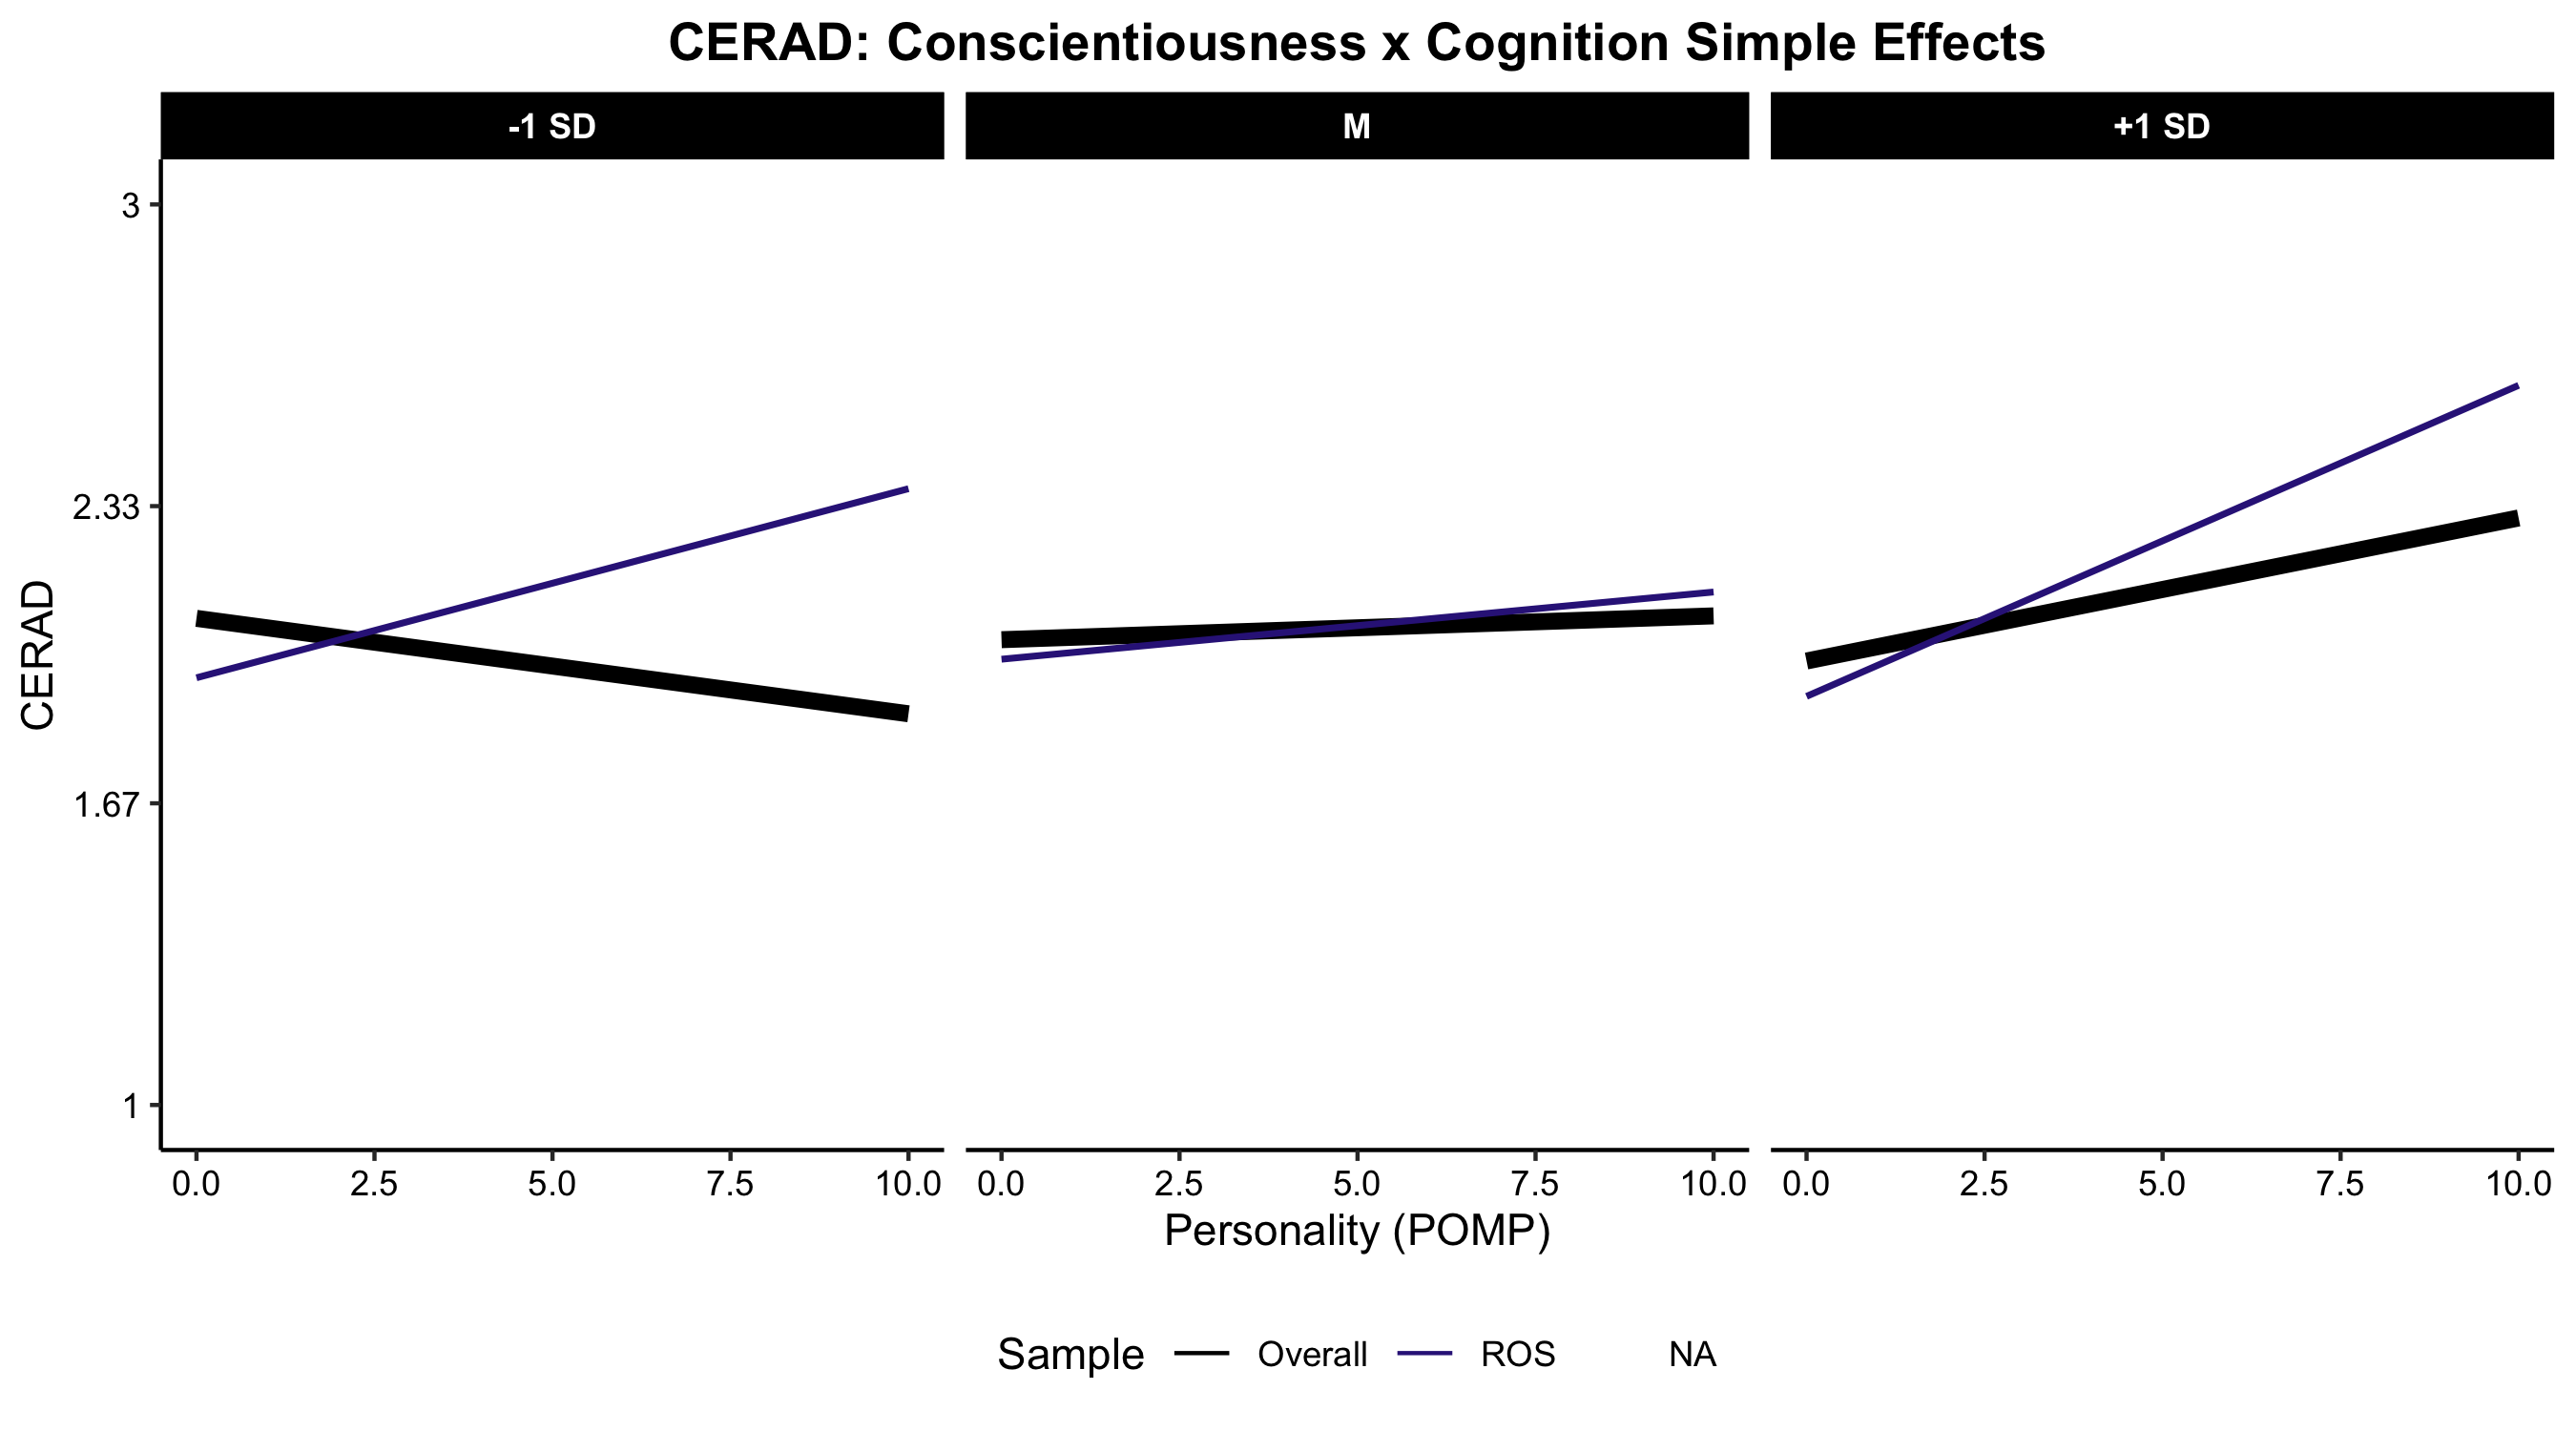 CERAD: Conscientiousness x Cognition Simple Effects
-1 SD M +1 SD
3
2.33
1.67
1
CERAD
0.0 2.5 5.0 7.5 10.0 0.0 2.5 5.0 7.5 10.0 0.0 2.5 5.0 7.5 10.0
Personality (POMP)
Sample Overall ROS NA